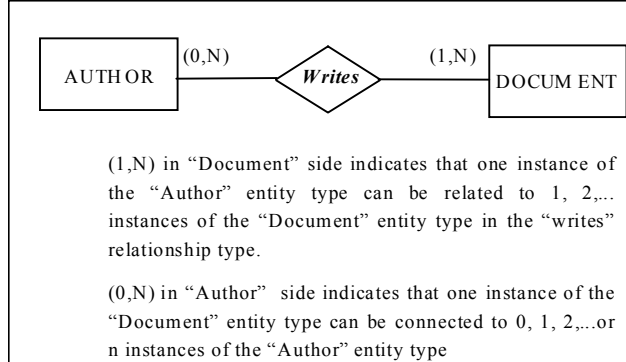 (0,N) (1,N)
AUTHOR Writes DOCUMENT
(1,N) in “Document” side indicates that one instance of
the “Author” entity type can be related to 1, 2,...
instances of the “Document” entity type in the “writes”
relationship type.
(0,N) in “Author” side indicates that one instance of the
“Document” entity type can be connected to 0, 1, 2,...or
n instances of the “Author” entity type